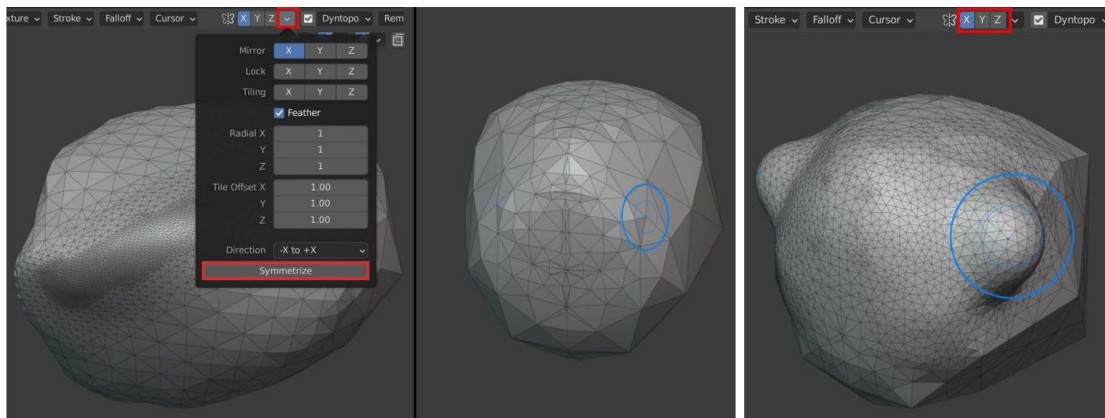 xture Stroke Falloff Cursor X Y Z Dyntopo Rem
Mirror X Y Z
Lock X Y Z
Tiling X Y Z
Feather
Radial X 1
Y 1
Z 1
Tile Offset X 1.00
Y 1.00
Z 1.00
Direction -X to +X
Symmetrize
Stroke Falloff Cursor X Y Z Dyntopo